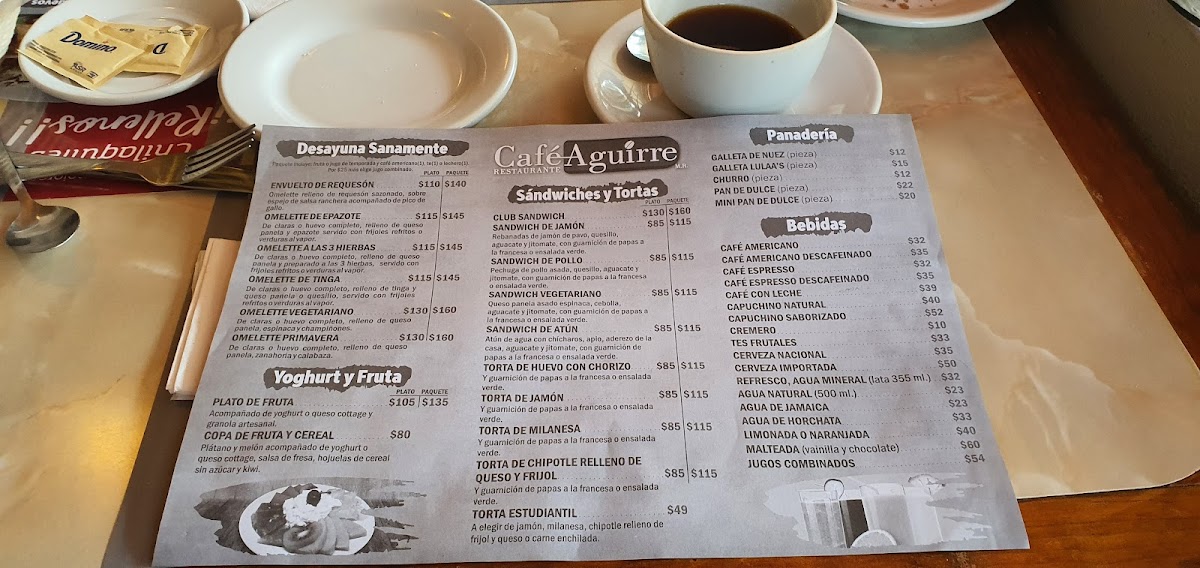 Domino
Chilaquiles
¡Rellenos!
Café Aguirre
RESTAURANTE
Desayuna Sanamente
PLATO PAQUETE
ENVUELTO DE REQUESÓN $110 $140
Omelette relleno de requesón sazonado, sobre
espejo de salsa ranchera acompañado de pico de
gallo.
OMELETTE DE EPAZOTE $115 $145
De claras o huevo completo, relleno de queso
panela y epazote servido con frijoles refritos o
verduras al vapor.
OMELETTE A LAS 3 HIERBAS $115 $145
De claras o huevo completo, relleno de queso
panela y preparado a las 3 hierbas, servido con
frijoles refritos o verduras al vapor.
OMELETTE DE TINGA $115 $145
De claras o huevo completo, relleno de tinga y
queso panela o quesillo, servido con frijoles
refritos o verduras al vapor.
OMELETTE VEGETARIANO $130 $160
De claras o huevo completo, relleno de queso
panela, espinaca y champiñones.
OMELETTE PRIMAVERA $130 $160
De claras o huevo completo, relleno de queso
panela, zanahoria y calabaza.
Yoghurt y Fruta
PLATO PAQUETE
PLATO DE FRUTA $105 $135
Acompañado de yoghurt o queso cottage y
granola artesanal.
COPA DE FRUTA Y CEREAL $80
Plátano y melón acompañado de yoghurt o
queso cottage, salsa de fresa, hojuelas de cereal
sin azúcar y kiwi.
Sándwiches y Tortas
PLATO PAQUETE
CLUB SANDWICH $130 $160
SANDWICH DE JAMÓN $85 $115
Rebanadas de jamón de pavo, quesillo,
aguacate y jitomate, con guarnición de papas a
la francesa o ensalada verde.
SANDWICH DE POLLO $85 $115
Pechuga de pollo asada, quesillo, aguacate y
jitomate, con guarnición de papas a la francesa
o ensalada verde.
SANDWICH VEGETARIANO $85 $115
Queso panela asado espinaca, cebolla,
aguacate y jitomate, con guarnición de papas a
la francesa o ensalada verde.
SANDWICH DE ATÚN $85 $115
Atún de agua con chicharos, apio, aderezo de la
casa, aguacate y jitomate, con guarnición de
papas a la francesa o ensalada verde.
TORTA DE HUEVO CON CHORIZO $85 $115
Y guarnición de papas a la francesa o ensalada
verde.
TORTA DE JAMÓN $85 $115
Y guarnición de papas a la francesa o ensalada
verde.
TORTA DE MILANESA $85 $115
Y guarnición de papas a la francesa o ensalada
verde.
TORTA DE CHIPOTLE RELLENO DE
QUESO Y FRIJOL $85 $115
Y guarnición de papas a la francesa o ensalada
verde.
TORTA ESTUDIANTIL $49
A elegir de jamón, milanesa, chipotle relleno de
frijol y queso o carne enchilada.
Panadería
GALLETA DE NUEZ (pieza) $12
GALLETA LULAA'S (pieza) $15
CHURRO (pieza) $12
PAN DE DULCE (pieza) $22
MINI PAN DE DULCE (pieza) $20
Bebidas
CAFÉ AMERICANO $32
CAFÉ AMERICANO DESCAFEINADO $35
CAFÉ ESPRESSO $32
CAFÉ ESPRESSO DESCAFEINADO $35
CAFÉ CON LECHE $39
CAPUCHINO NATURAL $40
CAPUCHINO SABORIZADO $52
CREMERO $10
TES FRUTALES $33
CERVEZA NACIONAL $35
CERVEZA IMPORTADA $50
REFRESCO, AGUA MINERAL (lata 355 ml.) $32
AGUA NATURAL (500 ml.) $23
AGUA DE JAMAICA $23
AGUA DE HORCHATA $33
LIMONADA O NARANJADA $40
MALTEADA (vainilla y chocolate) $60
JUGOS COMBINADOS $54